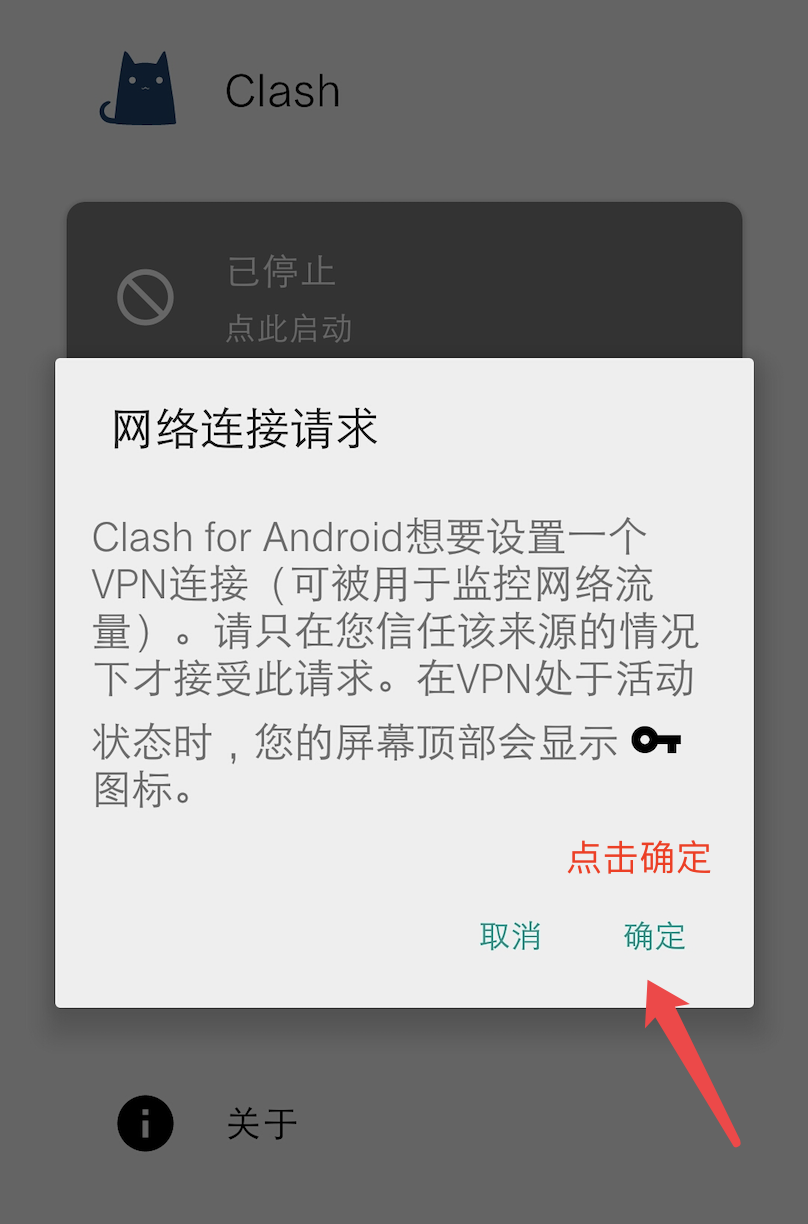 Clash
已停止
点此启动
网络连接请求
Clash for Android想要设置一个
VPN连接（可被用于监控网络流
量）。请只在您信任该来源的情况
下才接受此请求。在VPN处于活动
状态时，您的屏幕顶部会显示
图标。
点击确定
取消 确定
关于